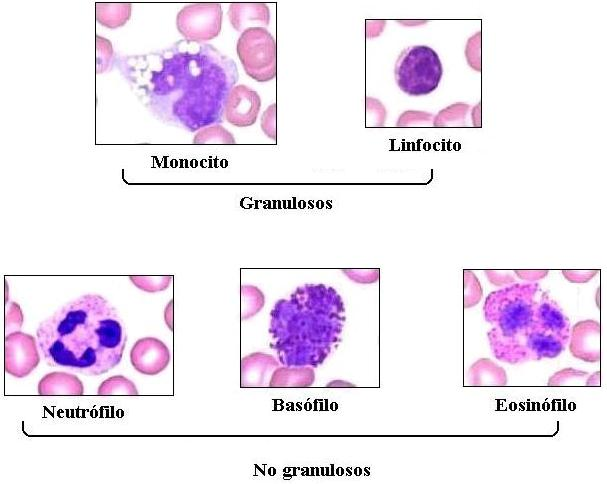 Monocito
Linfocito
Granulosos
Neutrófilo
Basófilo
Eosinófilo
No granulosos